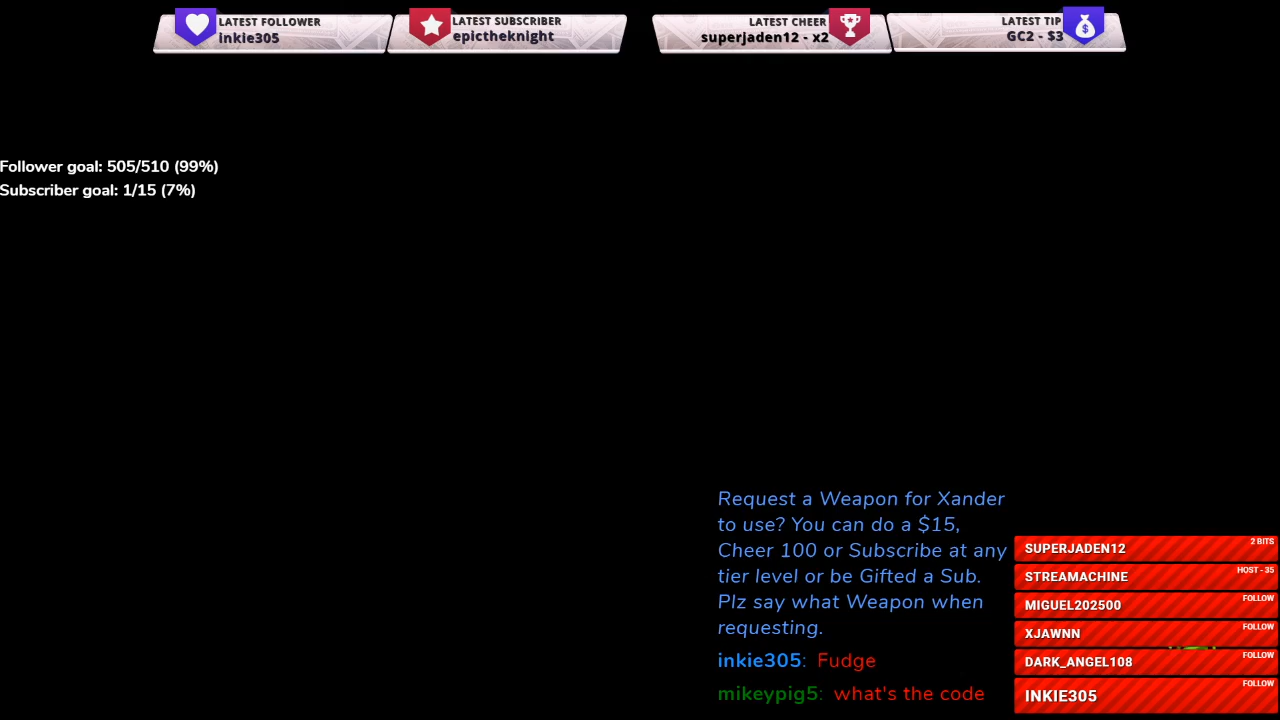 LATEST FOLLOWER
inkie305
LATEST SUBSCRIBER
epictheknight
LATEST CHEER
superjaden12 - x2
LATEST TIP
GC2 - $3
Follower goal: 505/510 (99%)
Subscriber goal: 1/15 (7%)
Request a Weapon for Xander
to use? You can do a $15,
Cheer 100 or Subscribe at any
tier level or be Gifted a Sub.
Plz say what Weapon when
requesting.
inkie305: Fudge
mikeypig5: what's the code
SUPERJADEN12 2 BITS
STREAMACHINE HOST - 35
MIGUEL202500 FOLLOW
XJAWNN FOLLOW
DARK_ANGEL108 FOLLOW
INKIE305 FOLLOW